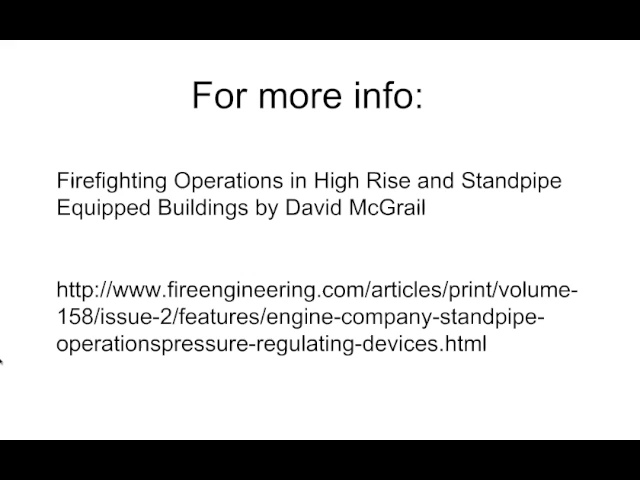 For more info:
Firefighting Operations in High Rise and Standpipe
Equipped Buildings by David McGrail
http://www.fireengineering.com/articles/print/volume-
158/issue-2/features/engine-company-standpipe-
operationspressure-regulating-devices.html